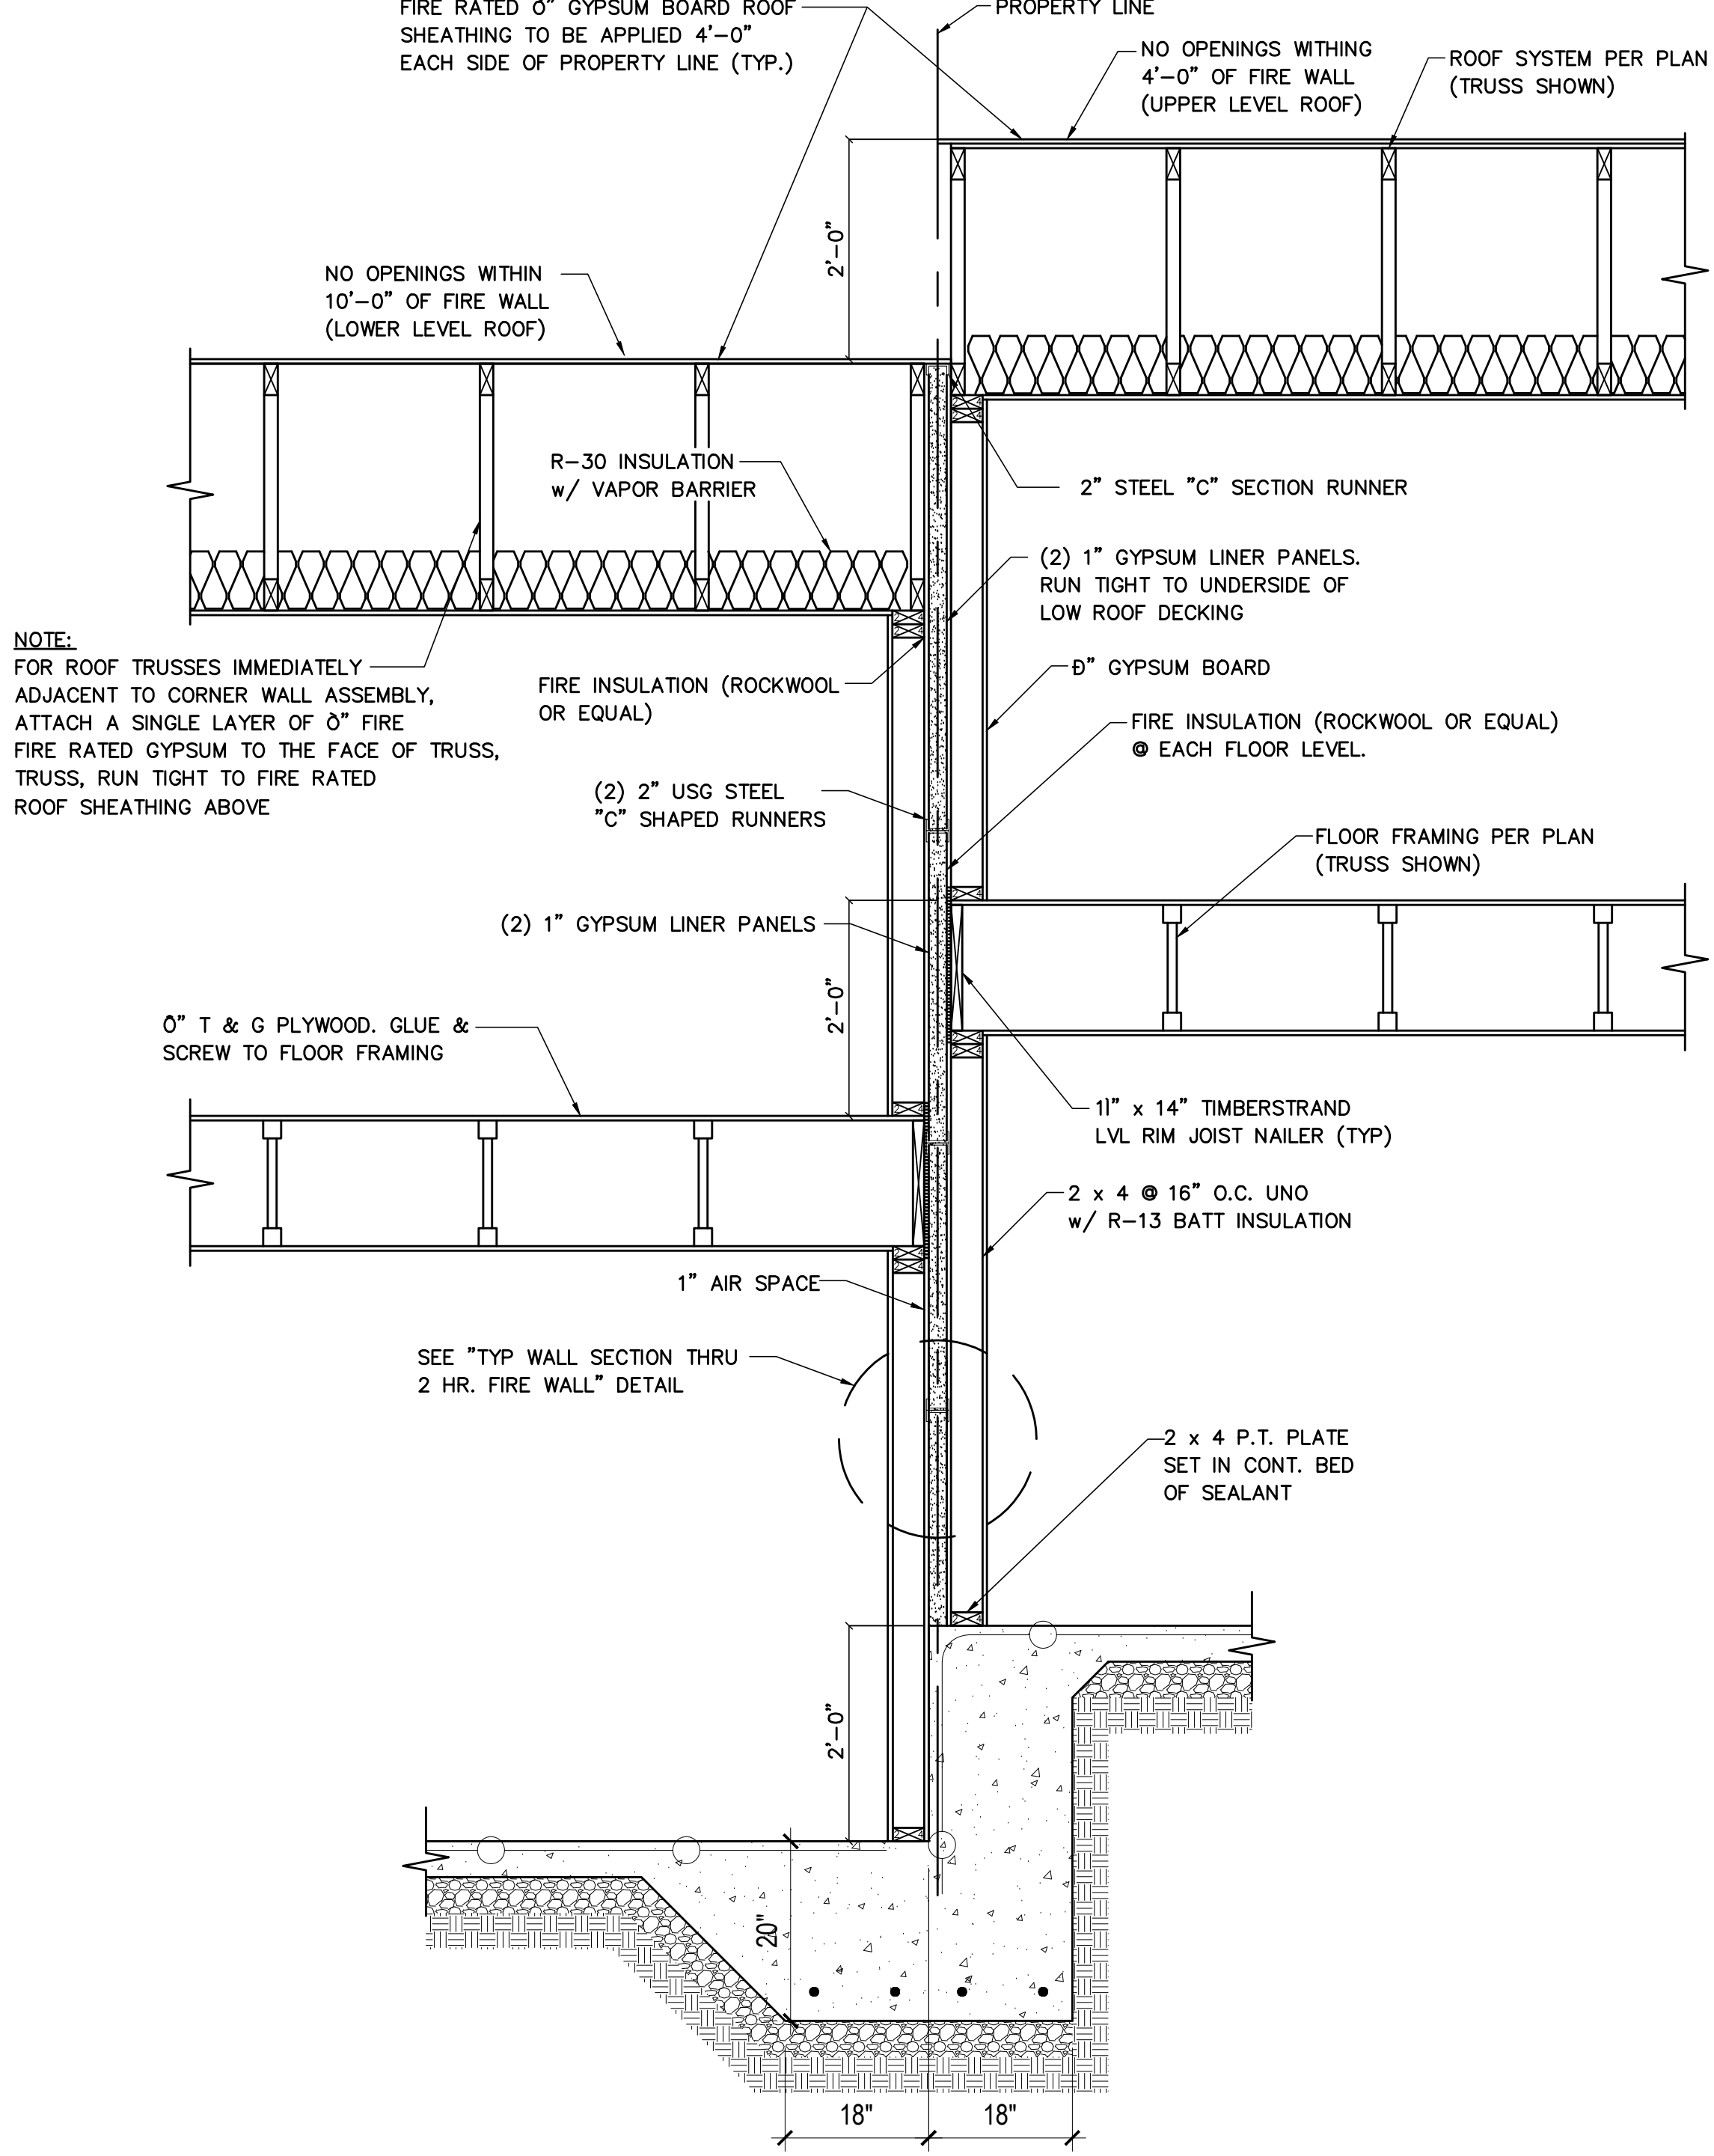 FIRE RATED Õ" GYPSUM BOARD ROOF
SHEATHING TO BE APPLIED 4'-0"
EACH SIDE OF PROPERTY LINE (TYP.)
PROPERTY LINE
NO OPENINGS WITHING
4'-0" OF FIRE WALL
(UPPER LEVEL ROOF)
ROOF SYSTEM PER PLAN
(TRUSS SHOWN)
2'-0"
NO OPENINGS WITHIN
10'-0" OF FIRE WALL
(LOWER LEVEL ROOF)
R-30 INSULATION
w/ VAPOR BARRIER
2" STEEL "C" SECTION RUNNER
(2) 1" GYPSUM LINER PANELS.
RUN TIGHT TO UNDERSIDE OF
LOW ROOF DECKING
NOTE:
FOR ROOF TRUSSES IMMEDIATELY
ADJACENT TO CORNER WALL ASSEMBLY,
ATTACH A SINGLE LAYER OF Ò" FIRE
FIRE RATED GYPSUM TO THE FACE OF TRUSS,
TRUSS, RUN TIGHT TO FIRE RATED
ROOF SHEATHING ABOVE
FIRE INSULATION (ROCKWOOL
OR EQUAL)
Ð" GYPSUM BOARD
FIRE INSULATION (ROCKWOOL OR EQUAL)
@ EACH FLOOR LEVEL.
(2) 2" USG STEEL
"C" SHAPED RUNNERS
FLOOR FRAMING PER PLAN
(TRUSS SHOWN)
(2) 1" GYPSUM LINER PANELS
2'-0"
T & G PLYWOOD. GLUE &
SCREW TO FLOOR FRAMING
x 14" TIMBERSTRAND
LVL RIM JOIST NAILER (TYP)
2 x 4 @ 16" O.C. UNO
w/ R-13 BATT INSULATION
1" AIR SPACE
SEE "TYP WALL SECTION THRU
2 HR. FIRE WALL" DETAIL
2 x 4 P.T. PLATE
SET IN CONT. BED
OF SEALANT
2'-0"
20"
18"
18"